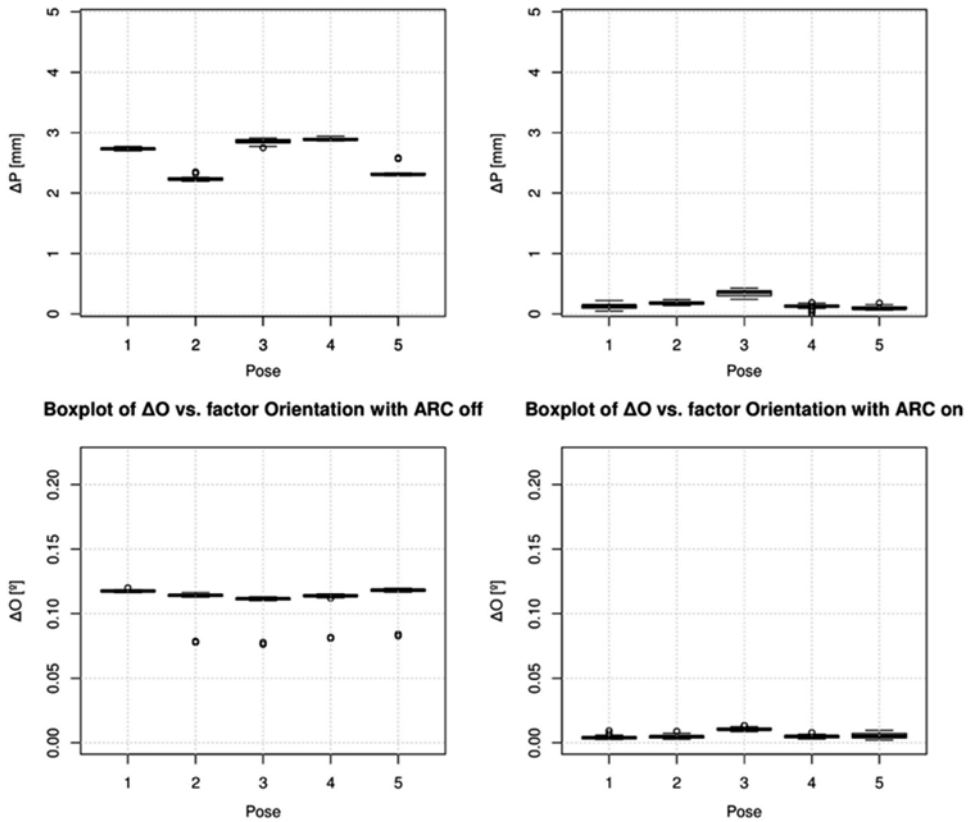 5
4
3
2
1
0
ΔP [mm]
1 2 3 4 5
Pose
5
4
3
2
1
0
ΔP [mm]
1 2 3 4 5
Pose
Boxplot of ΔO vs. factor Orientation with ARC off
0.20
0.15
0.10
0.05
0.00
ΔO [º]
1 2 3 4 5
Pose
Boxplot of ΔO vs. factor Orientation with ARC on
0.20
0.15
0.10
0.05
0.00
ΔO [º]
1 2 3 4 5
Pose